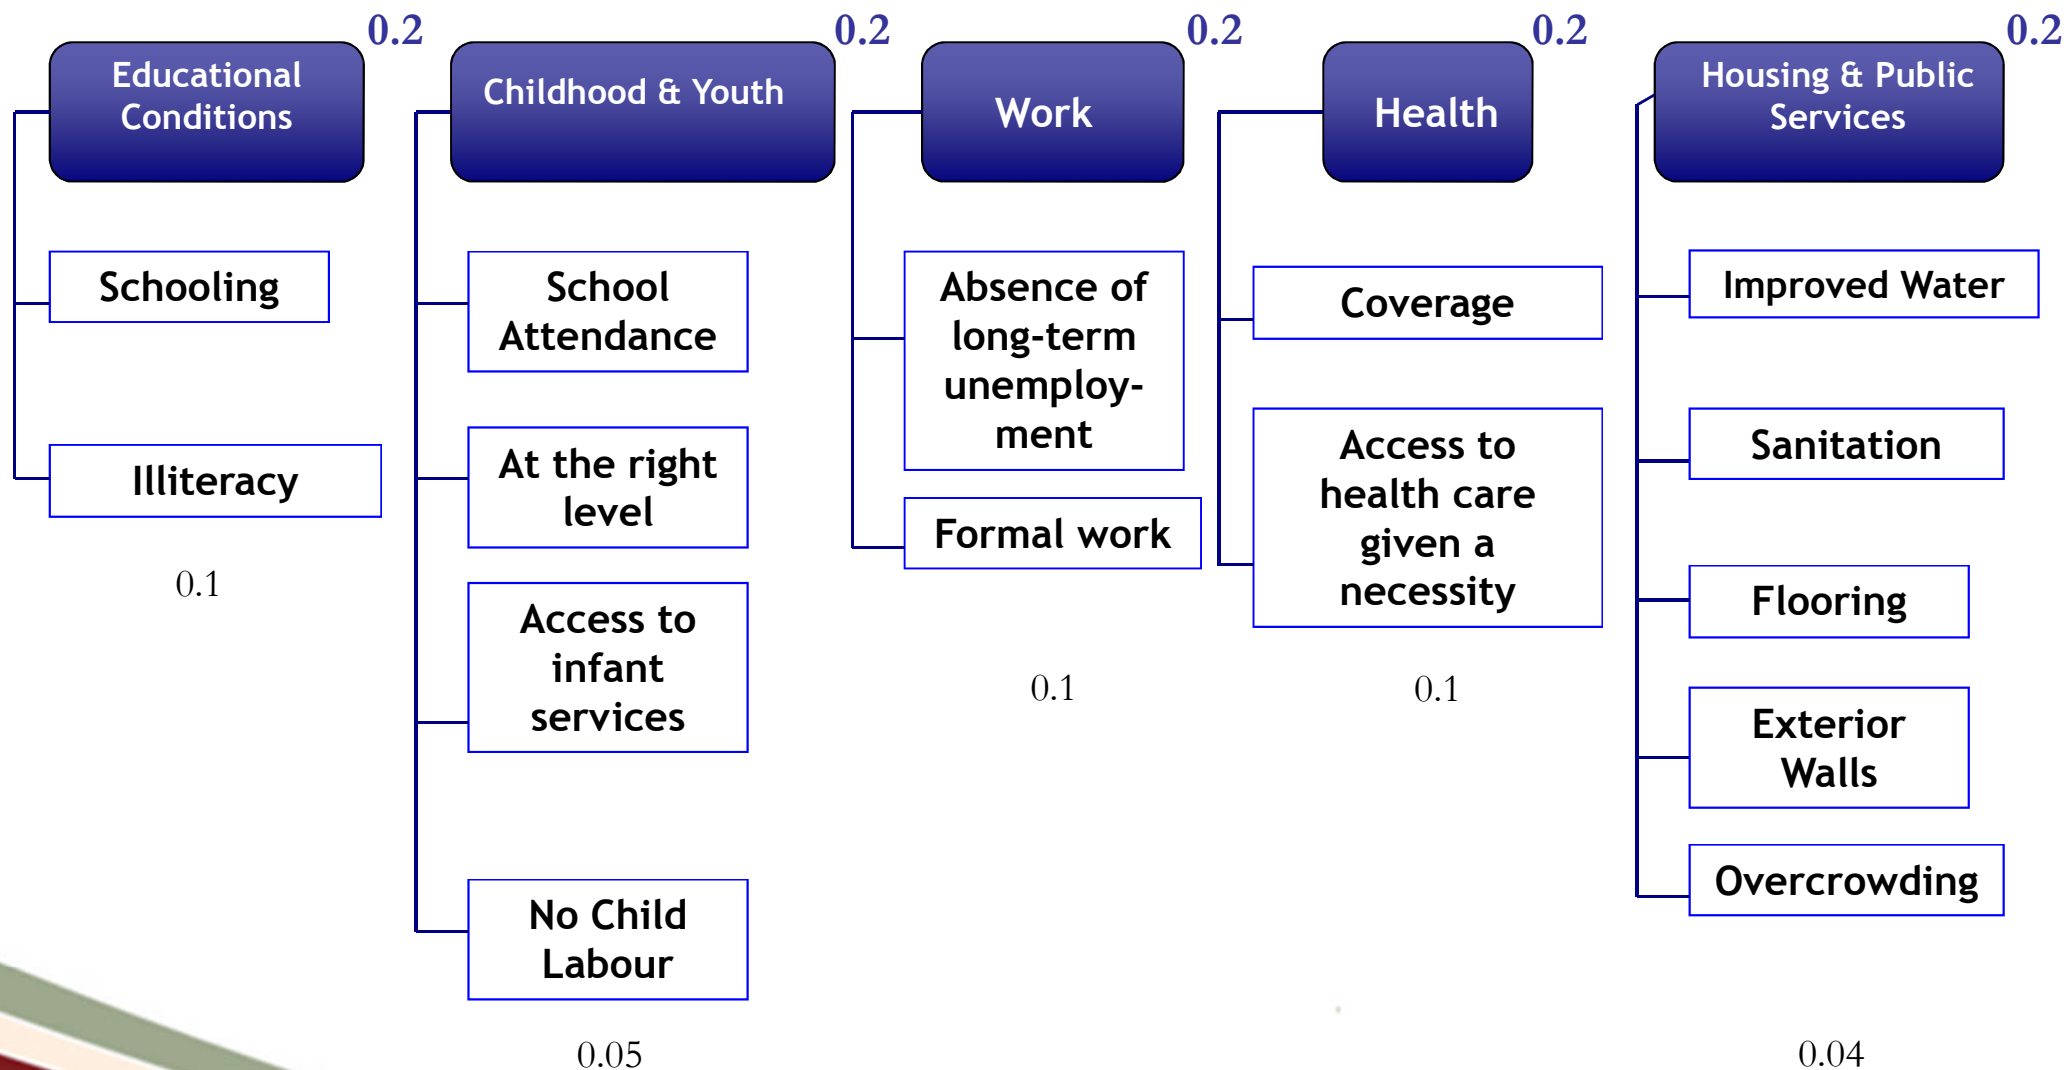 0.2
Educational
Conditions
Schooling
Illiteracy
0.1
0.2
Childhood & Youth
School
Attendance
At the right
level
Access to
infant
services
No Child
Labour
0.05
0.2
Work
Absence of
long-term
unemploy-
ment
Formal work
0.1
0.2
Health
Coverage
Access to
health care
given a
necessity
0.1
0.2
Housing & Public
Services
Improved Water
Sanitation
Flooring
Exterior
Walls
Overcrowding
0.04